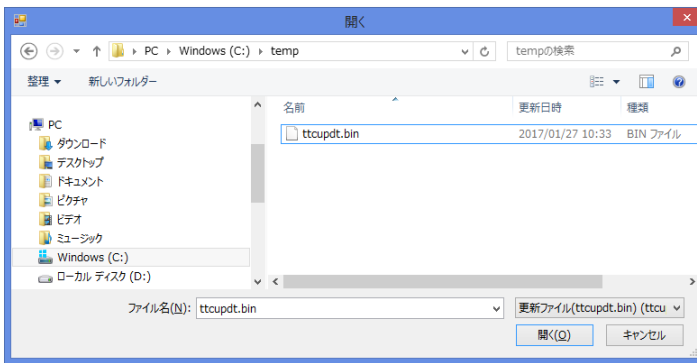 開く
PC ▸ Windows (C:) ▸ temp
tempの検索
整理 ▼ 新しいフォルダー
名前 更新日時 種類
ttcupdt.bin 2017/01/27 10:33 BIN ファイル
PC
ダウンロード
デスクトップ
ドキュメント
ピクチャ
ビデオ
ミュージック
Windows (C:)
ローカル ディスク (D:)
ファイル名(N): ttcupdt.bin
更新ファイル(ttcupdt.bin) (ttcu
開く(O) キャンセル